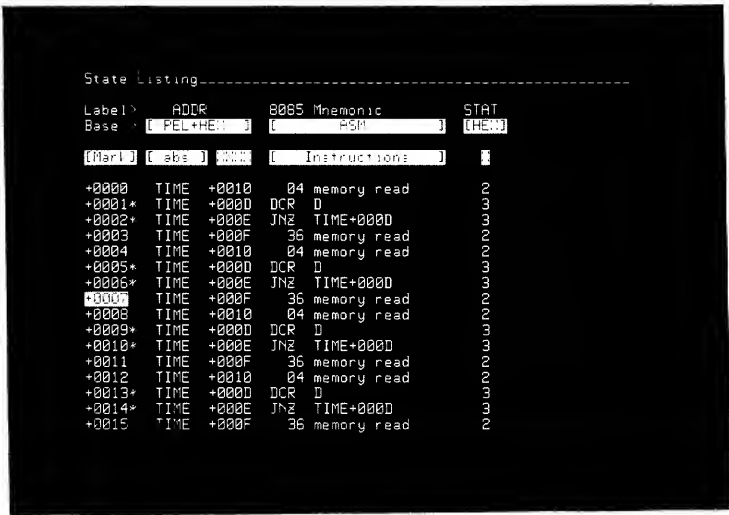 State Listing
Label> ADDR 8085 Mnemonic STAT
Base > [ REL+HEX ] [ ASM ] [HEX]
[Mark] [ abs ] [ Instructions ]
+0000 TIME +0010 04 memory read 2
+0001* TIME +000D DCR D 3
+0002* TIME +000E JNZ TIME+000D 3
+0003 TIME +000F 36 memory read 2
+0004 TIME +0010 04 memory read 2
+0005* TIME +000D DCR D 3
+0006* TIME +000E JNZ TIME+000D 3
+0007 TIME +000F 36 memory read 2
+0008 TIME +0010 04 memory read 2
+0009* TIME +000D DCR D 3
+0010* TIME +000E JNZ TIME+000D 3
+0011 TIME +000F 36 memory read 2
+0012 TIME +0010 04 memory read 2
+0013* TIME +000D DCR D 3
+0014* TIME +000E JNZ TIME+000D 3
+0015 TIME +000F 36 memory read 2